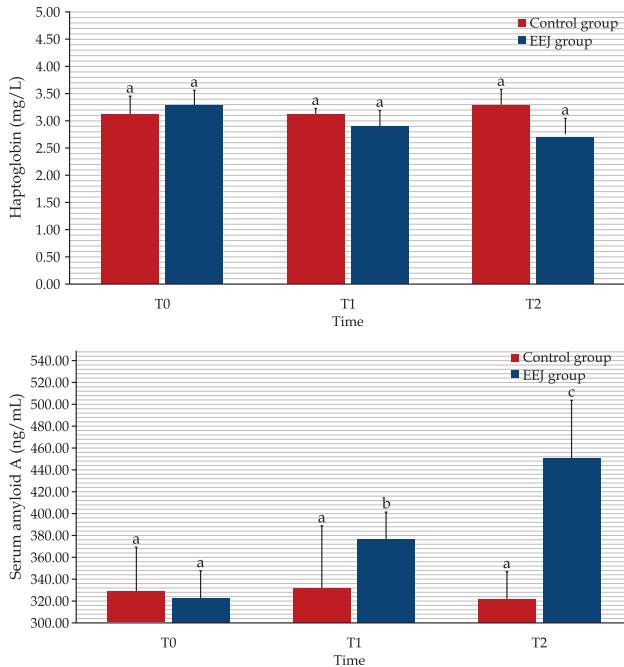 5.00
Control group
4.50
EEJ group
4.00
a
a
a
3.50
a
a
a
3.00
2.50
2.00
1.50
1.00
0.50
0.00
Haptoglobin (mg/L)
T0
T1
T2
Time
540.00
Control group
520.00
EEJ group
500.00
c
480.00
460.00
440.00
420.00
400.00
b
a
380.00
a
360.00
a
a
340.00
320.00
300.00
Serum amyloid A (ng/mL)
T0
T1
T2
Time